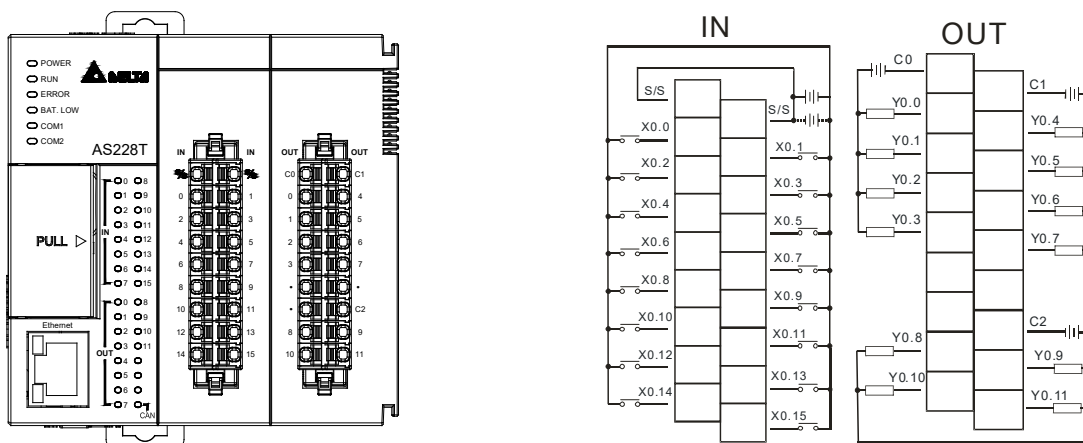 POWER
RUN
ERROR
BAT. LOW
COM1
COM2
DELTA
AS228T
PULL
IN
0 8
1 9
2 10
3 11
4 12
5 13
6 14
7 15
OUT
0 8
1 9
2 10
3 11
4
5
6
7
CAN
Ethernet
IN IN
S/S S/S
0 1
2 3
4 5
6 7
8 9
10 11
12 13
14 15
OUT OUT
C0 C1
0 4
1 5
2 6
3 7
• •
• C2
8 9
10 11
IN
S/S
S/S
X0.0
X0.1
X0.2
X0.3
X0.4
X0.5
X0.6
X0.7
X0.8
X0.9
X0.10
X0.11
X0.12
X0.13
X0.14
X0.15
OUT
C0
C1
Y0.0
Y0.4
Y0.1
Y0.5
Y0.2
Y0.6
Y0.3
Y0.7
C2
Y0.8
Y0.9
Y0.10
Y0.11